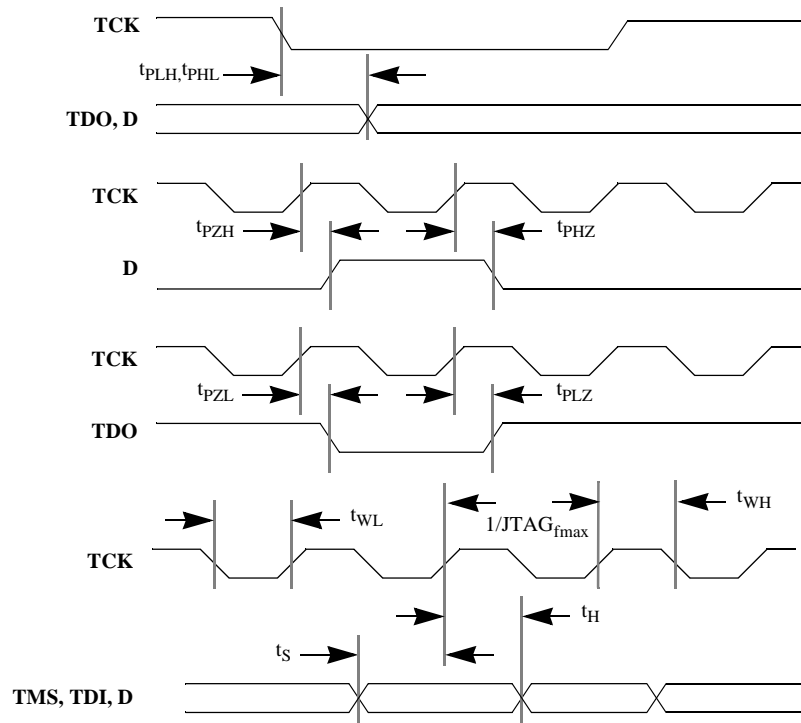 TCK
tPLH,tPHL
TDO, D
TCK
tPZH
tPHZ
D
TCK
tPZL
tPLZ
TDO
tWL
1/JTAGfmax
tWH
TCK
tH
tS
TMS, TDI, D